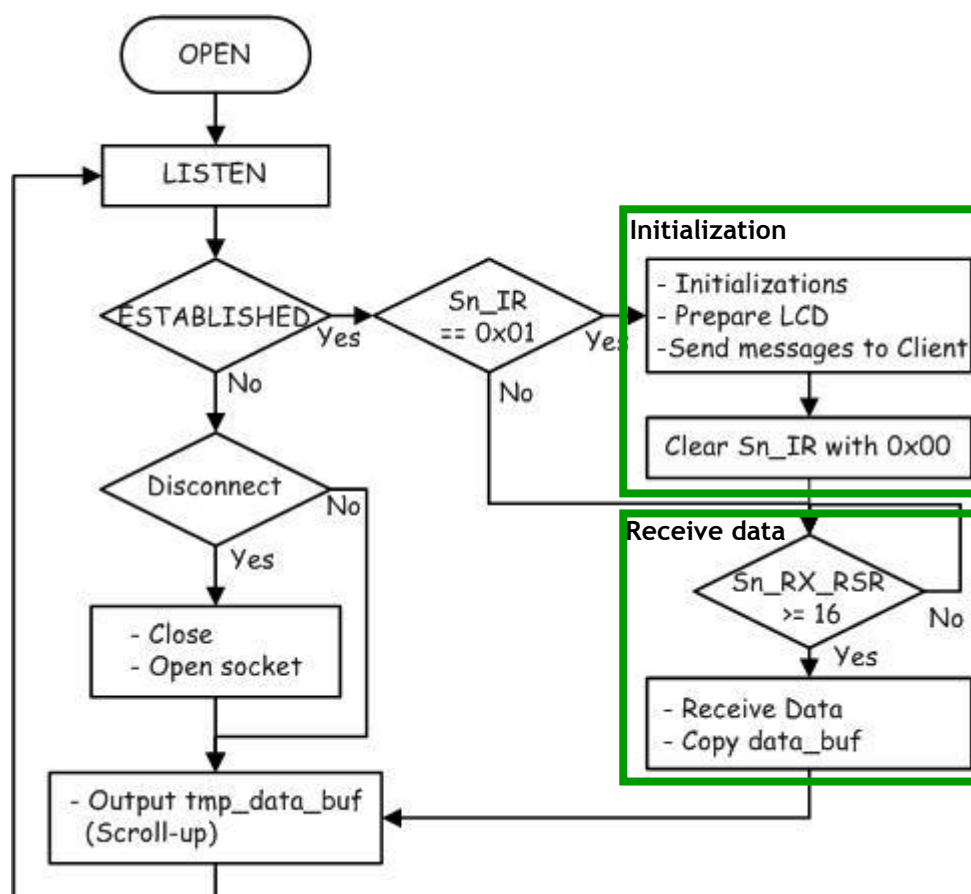 OPEN
LISTEN
Initialization
- Initializations
- Prepare LCD
-Send messages to Client
ESTABLISHED
Yes
Sn_IR
== 0x01
Yes
No
No
Clear Sn_IR with 0x00
Disconnect
No
Yes
Receive data
Sn_RX_RSR
>= 16
No
Yes
- Close
- Open socket
- Receive Data
- Copy data_buf
- Output tmp_data_buf
(Scroll-up)